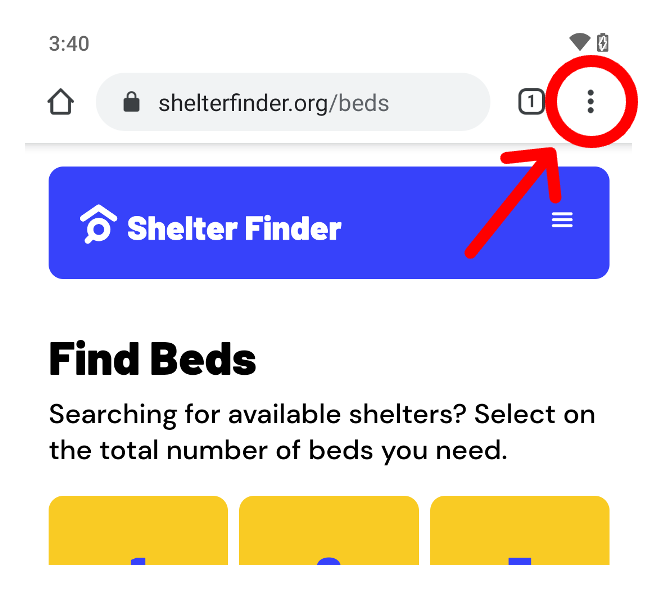 3:40
shelterfinder.org/beds
1
Shelter Finder
Find Beds
Searching for available shelters? Select on
the total number of beds you need.